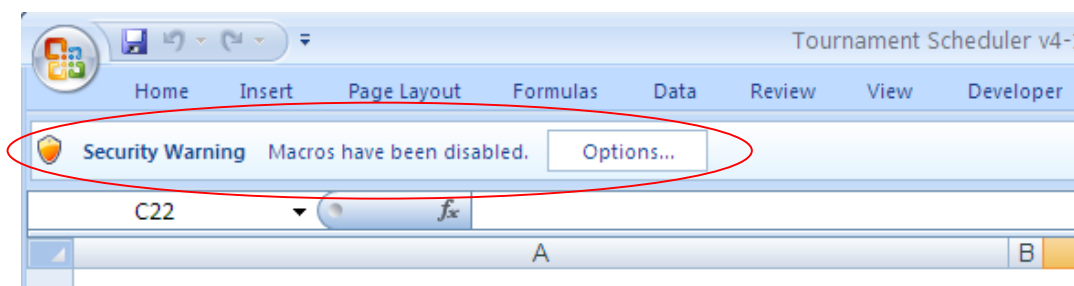 Tournament Scheduler v4-
Home Insert Page Layout Formulas Data Review View Developer
Security Warning Macros have been disabled. Options...
C22 fx
A B